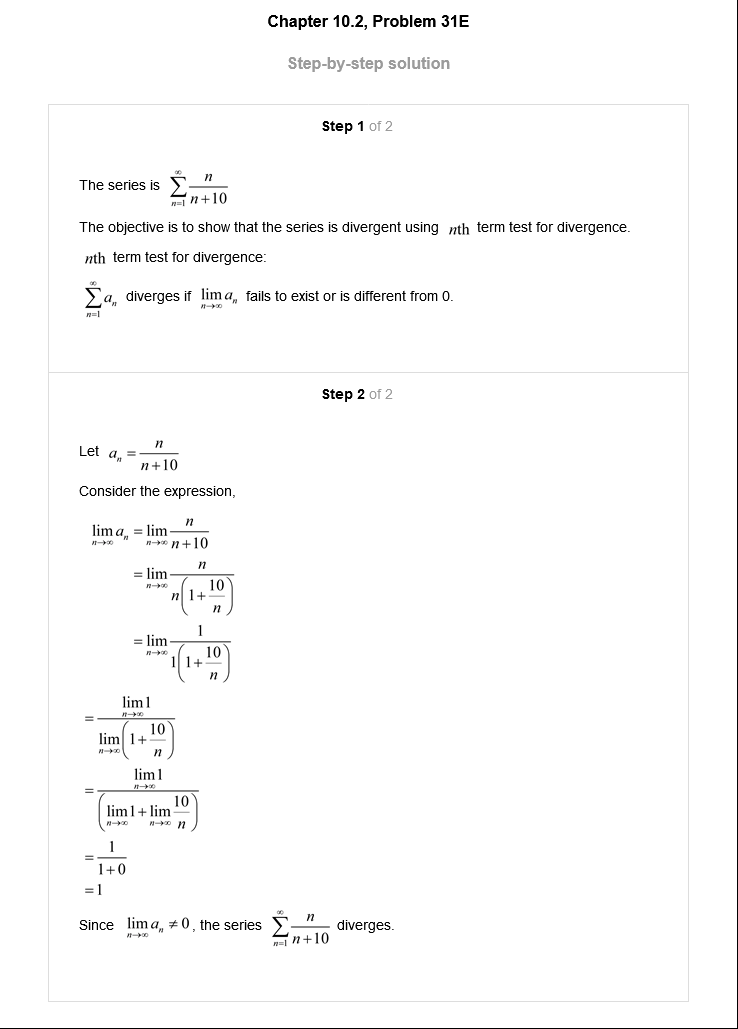 Chapter 10.2, Problem 31E
Step-by-step solution
Step 1 of 2
The series is $\sum_{n=1}^{\infty} \frac{n}{n+10}$
The objective is to show that the series is divergent using nth term test for divergence.
nth term test for divergence:
$\sum_{n=1}^{\infty} a_n$ diverges if $\lim_{n \to \infty} a_n$ fails to exist or is different from 0.
Step 2 of 2
Let $a_n = \frac{n}{n+10}$
Consider the expression,
$\lim_{n \to \infty} a_n = \lim_{n \to \infty} \frac{n}{n+10}$
$= \lim_{n \to \infty} \frac{n}{n\left(1+\frac{10}{n}\right)}$
$= \lim_{n \to \infty} \frac{1}{1\left(1+\frac{10}{n}\right)}$
$= \frac{\lim_{n \to \infty} 1}{\lim_{n \to \infty} \left(1+\frac{10}{n}\right)}$
$= \frac{\lim_{n \to \infty} 1}{\left(\lim_{n \to \infty} 1 + \lim_{n \to \infty} \frac{10}{n}\right)}$
$= \frac{1}{1+0}$
$= 1$
Since $\lim_{n \to \infty} a_n \neq 0$, the series $\sum_{n=1}^{\infty} \frac{n}{n+10}$ diverges.